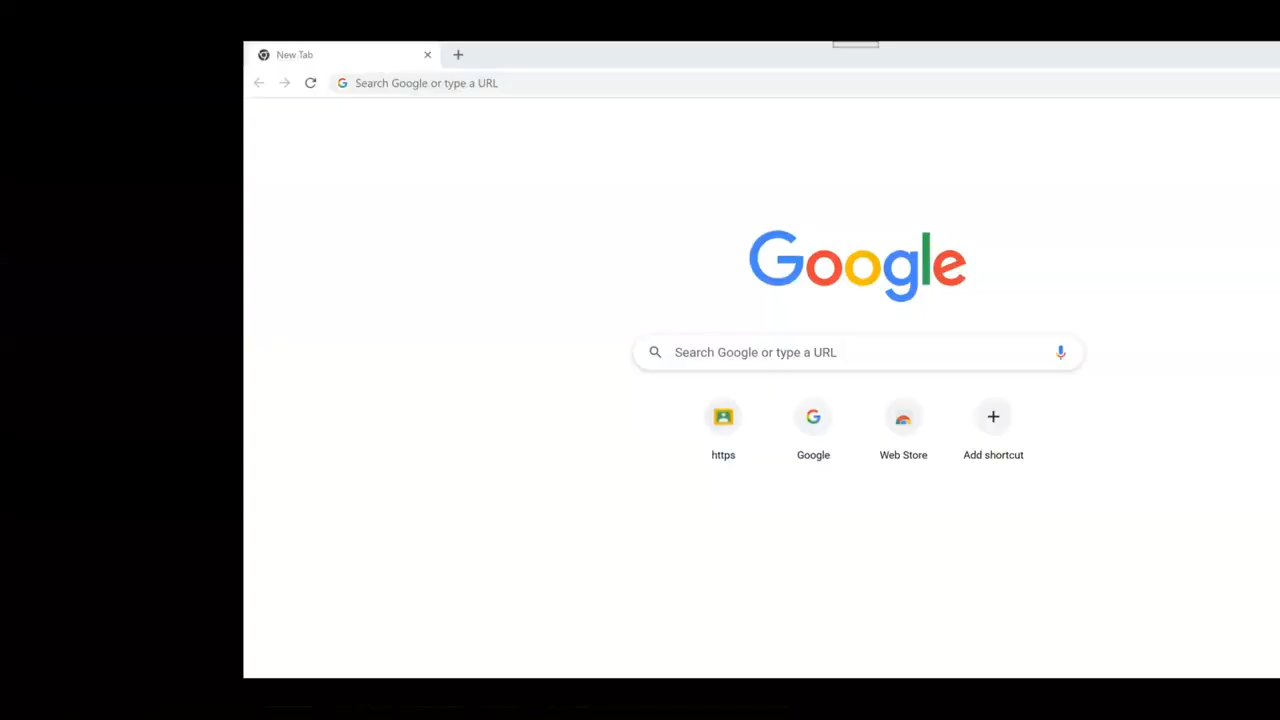 New Tab
Search Google or type a URL
Google
Search Google or type a URL
https Google Web Store Add shortcut